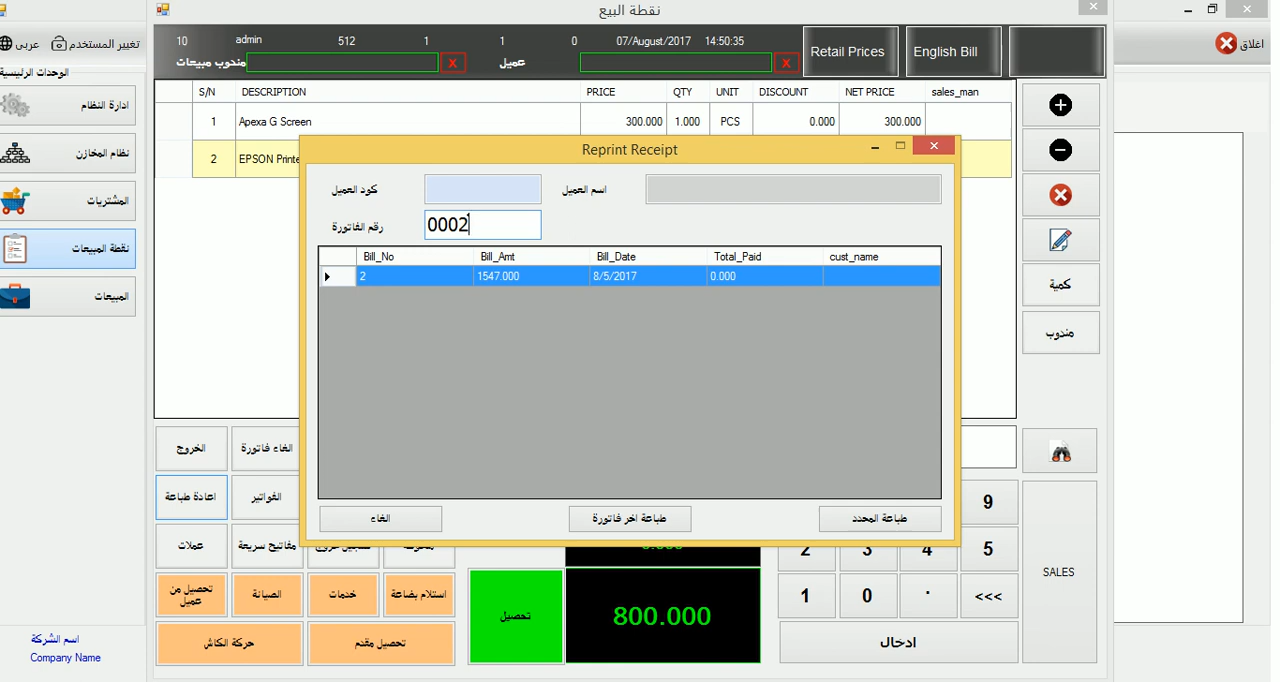 نقطة البيع
تغيير المستخدم
عربى
اغلاق
10
admin
512
1
1
0
07/August/2017
14:50:35
Retail Prices
English Bill
مندوب مبيعات
X
عميل
X
الوحدات الرئيسية
ادارة النظام
نظام المخازن
المشتريات
نقطة المبيعات
المبيعات
اسم الشركة
Company Name
S/N DESCRIPTION PRICE QTY UNIT DISCOUNT NET PRICE sales_man
1 Apexa G Screen 300.000 1.000 PCS 0.000 300.000
2 EPSON Printe
Reprint Receipt
كود العميل
اسم العميل
رقم الفاتورة
0002
Bill_No Bill_Amt Bill_Date Total_Paid cust_name
2 1547.000 8/5/2017 0.000
الغاء
طباعة اخر فاتورة
طباعة المحدد
كمية
مندوب
الخروج
الغاء فاتورة
اعادة طباعة
الفواتير
عملات
مفاتيح سريعة
تحصيل من عميل
الصيانة
خدمات
استلام بضاعة
حركة الكاش
تحصيل مقدم
تحصيل
0.000
800.000
9
2
3
4
5
1
0
.
<<<
ادخال
SALES